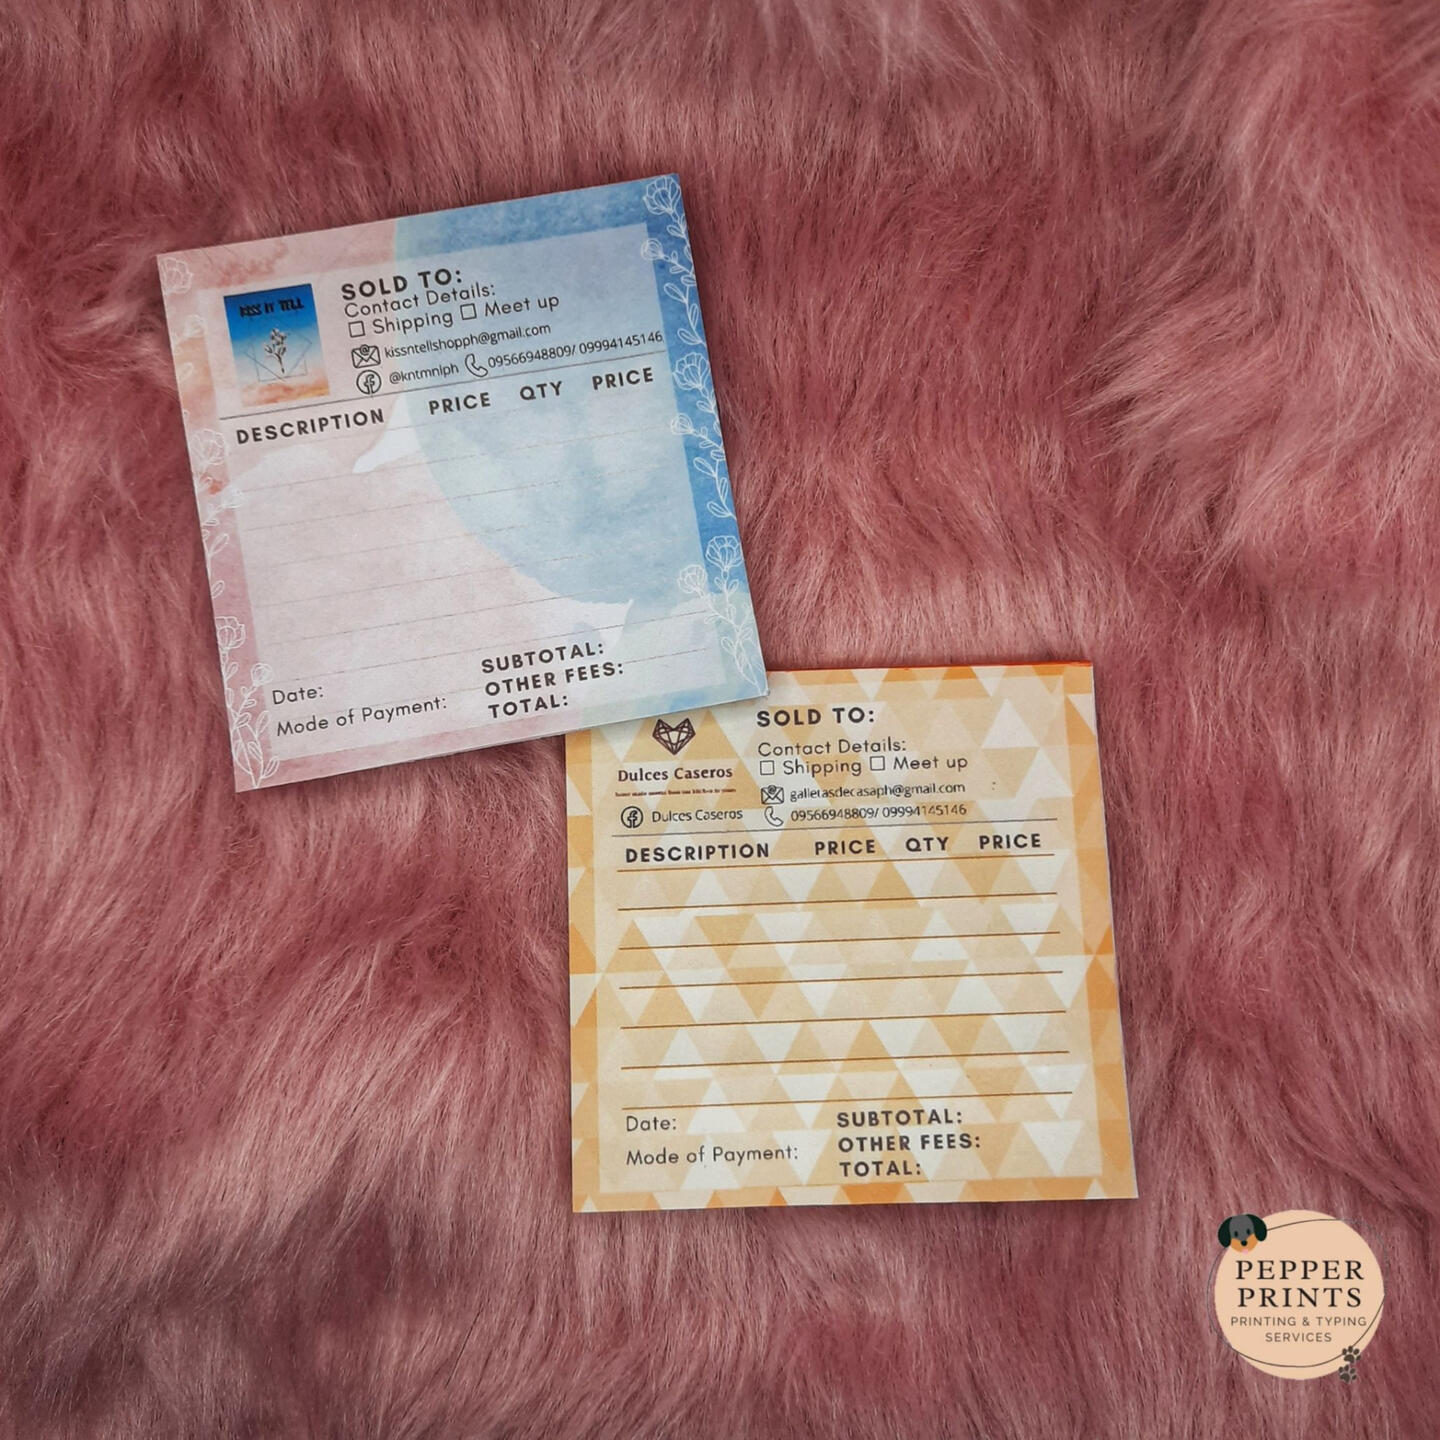 KISS N TELL
SOLD TO:
Contact Details:
Shipping Meet up
kissntellshopph@gmail.com
@kntmnlph 09566948809/ 09994145146
DESCRIPTION PRICE QTY PRICE
SUBTOTAL:
Date: OTHER FEES:
Mode of Payment: TOTAL:
SOLD TO:
Dulces Caseros
Contact Details:
Shipping Meet up
galletasdecasaph@gmail.com
Dulces Caseros 09566948809/ 09994145146
DESCRIPTION PRICE QTY PRICE
Date: SUBTOTAL:
Mode of Payment: OTHER FEES:
TOTAL:
PEPPER
PRINTS
PRINTING & TYPING
SERVICES